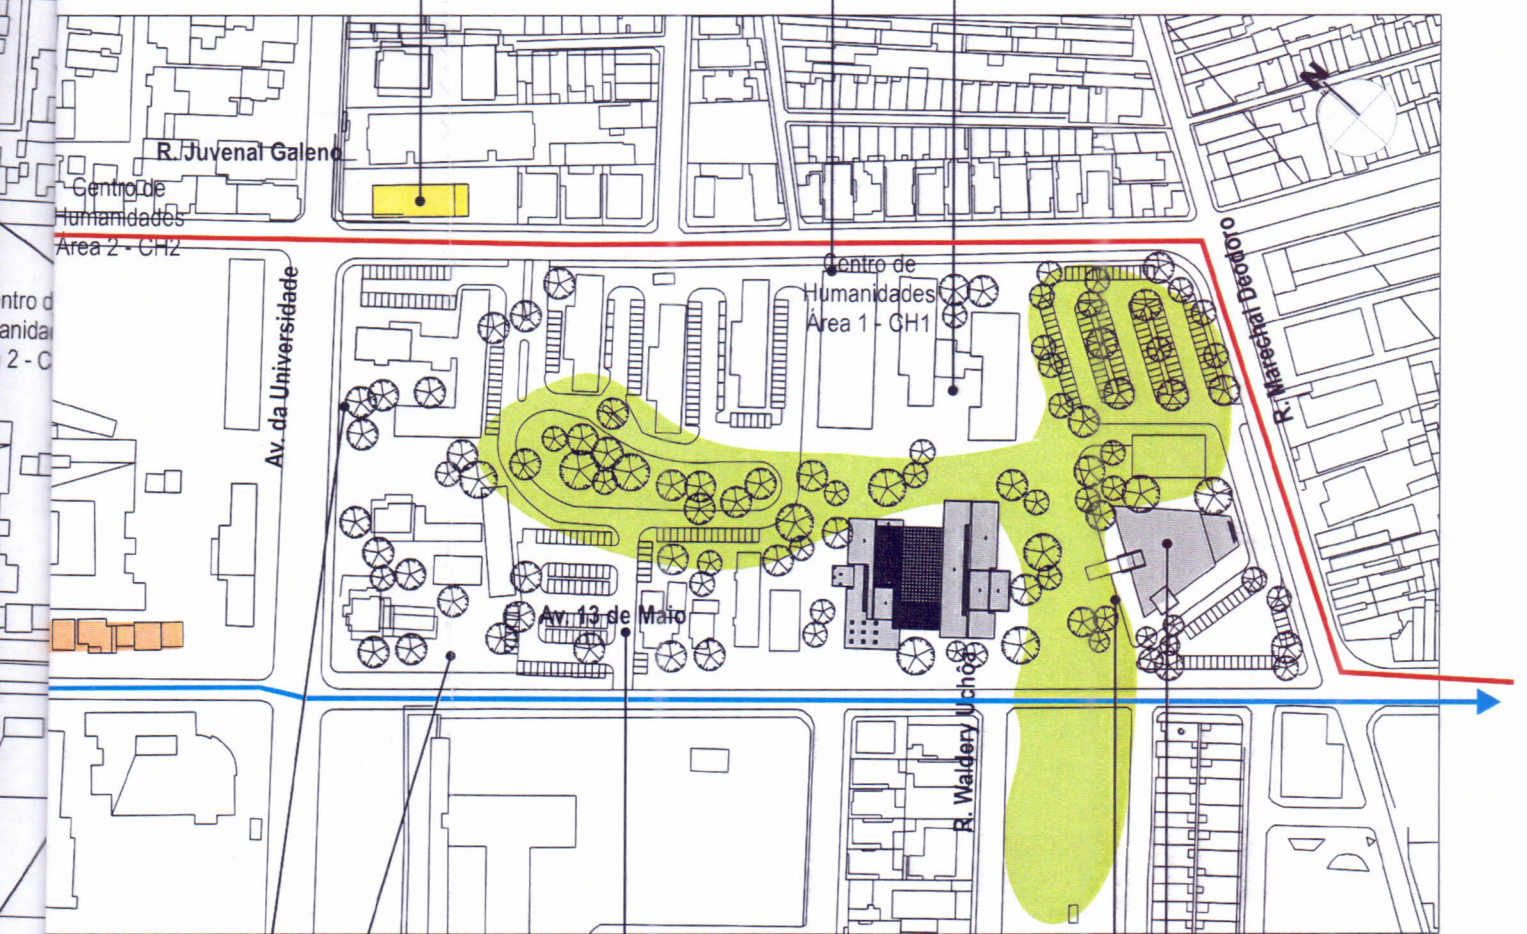 N
R. Juvenal Galeno
Centro de
Humanidades
Área 2 - CH2
Av. da Universidade
Centro de
Humanidades
Área 1 - CH1
R. Marechal Deodoro
2 - C
Av. 13 de Maio
R. Waldery Uchôa